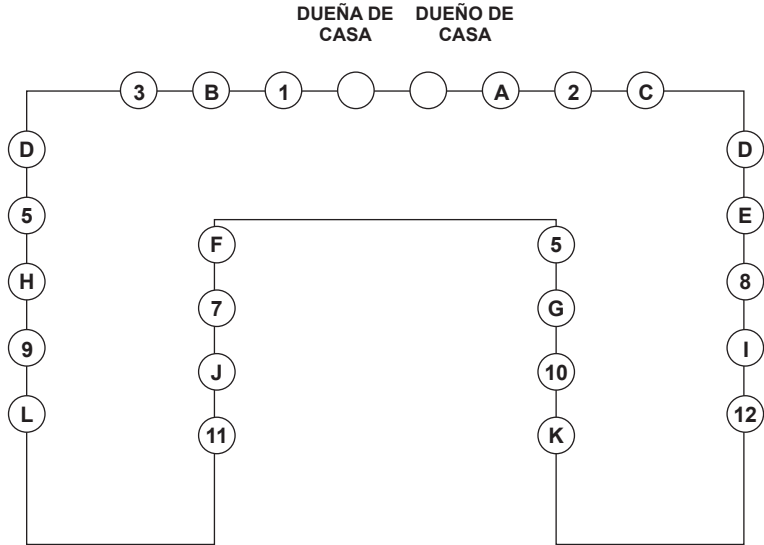 DUEÑA DE CASA
DUEÑO DE CASA
3 B 1 A 2 C
D D
5 E
F 5
H 8
7 G
9 I
J 10
L 12
11 K